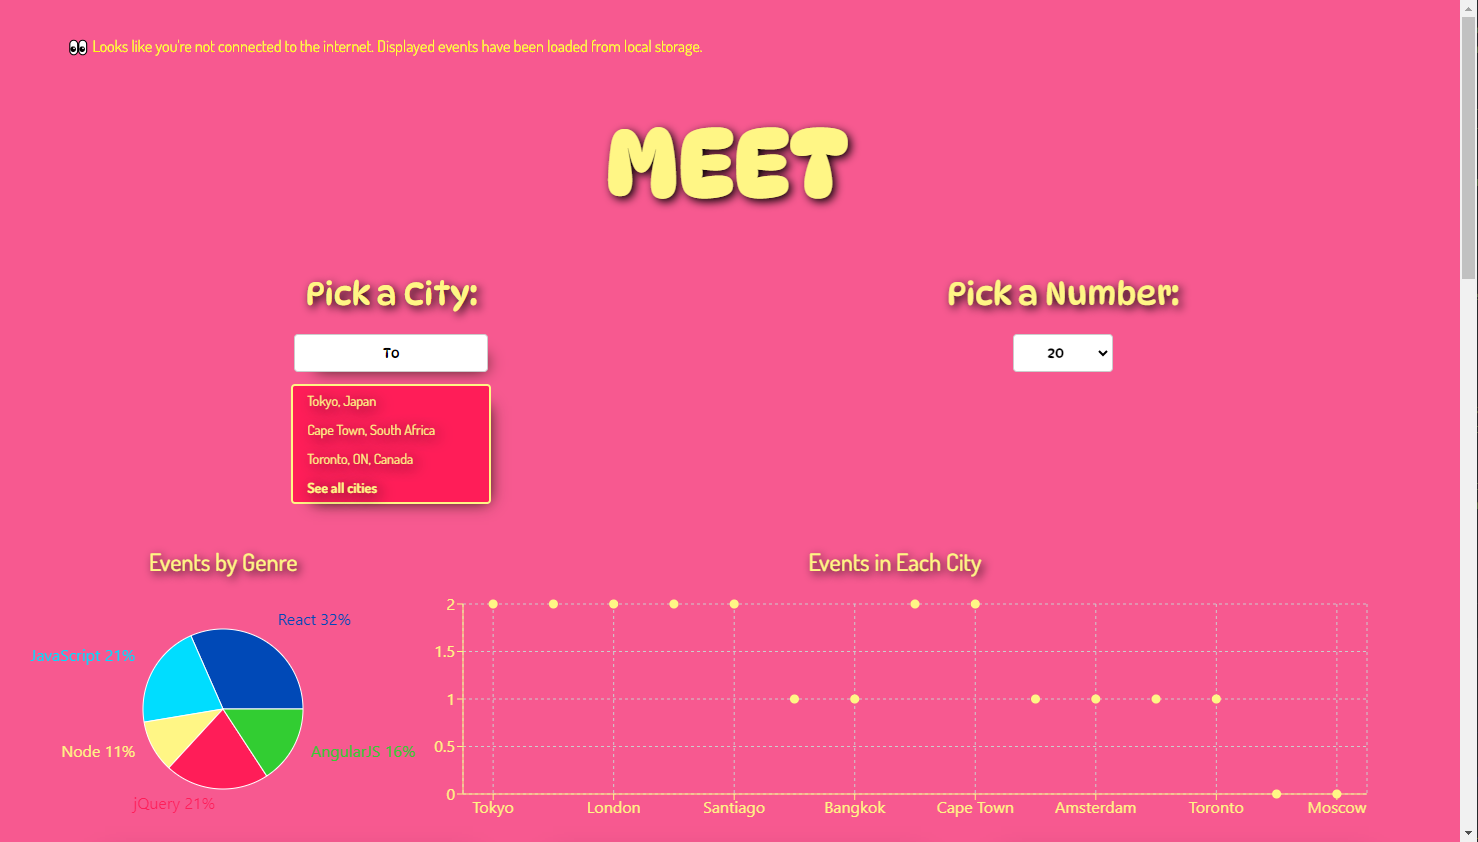 👀 Looks like you're not connected to the internet. Displayed events have been loaded from local storage.
MEET
Pick a City:
To
Tokyo, Japan
Cape Town, South Africa
Toronto, ON, Canada
See all cities
Pick a Number:
20
Events by Genre
React 32%
JavaScript 21%
Node 11%
AngularJS 16%
jQuery 21%
Events in Each City
2
1.5
1
0.5
0
Tokyo London Santiago Bangkok Cape Town Amsterdam Toronto Moscow